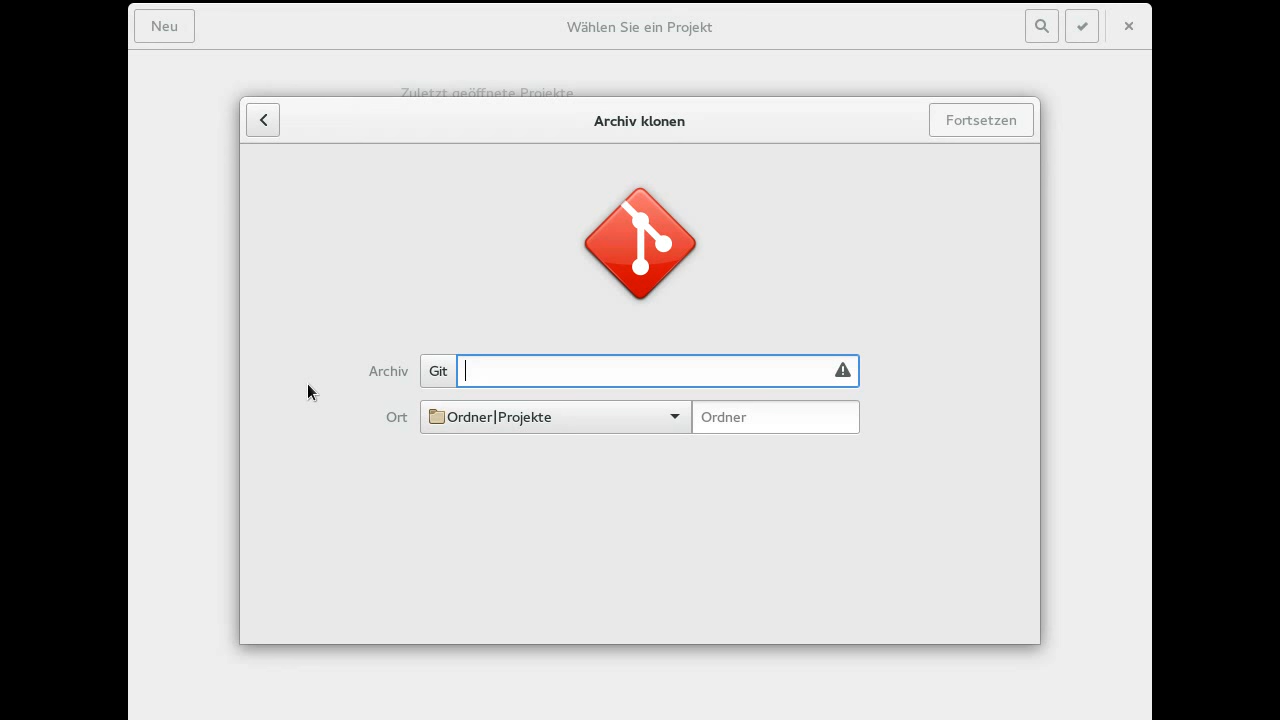 Neu
Wählen Sie ein Projekt
Zuletzt geöffnete Projekte
Archiv klonen
Fortsetzen
Archiv
Git
Ort
Ordner|Projekte
Ordner